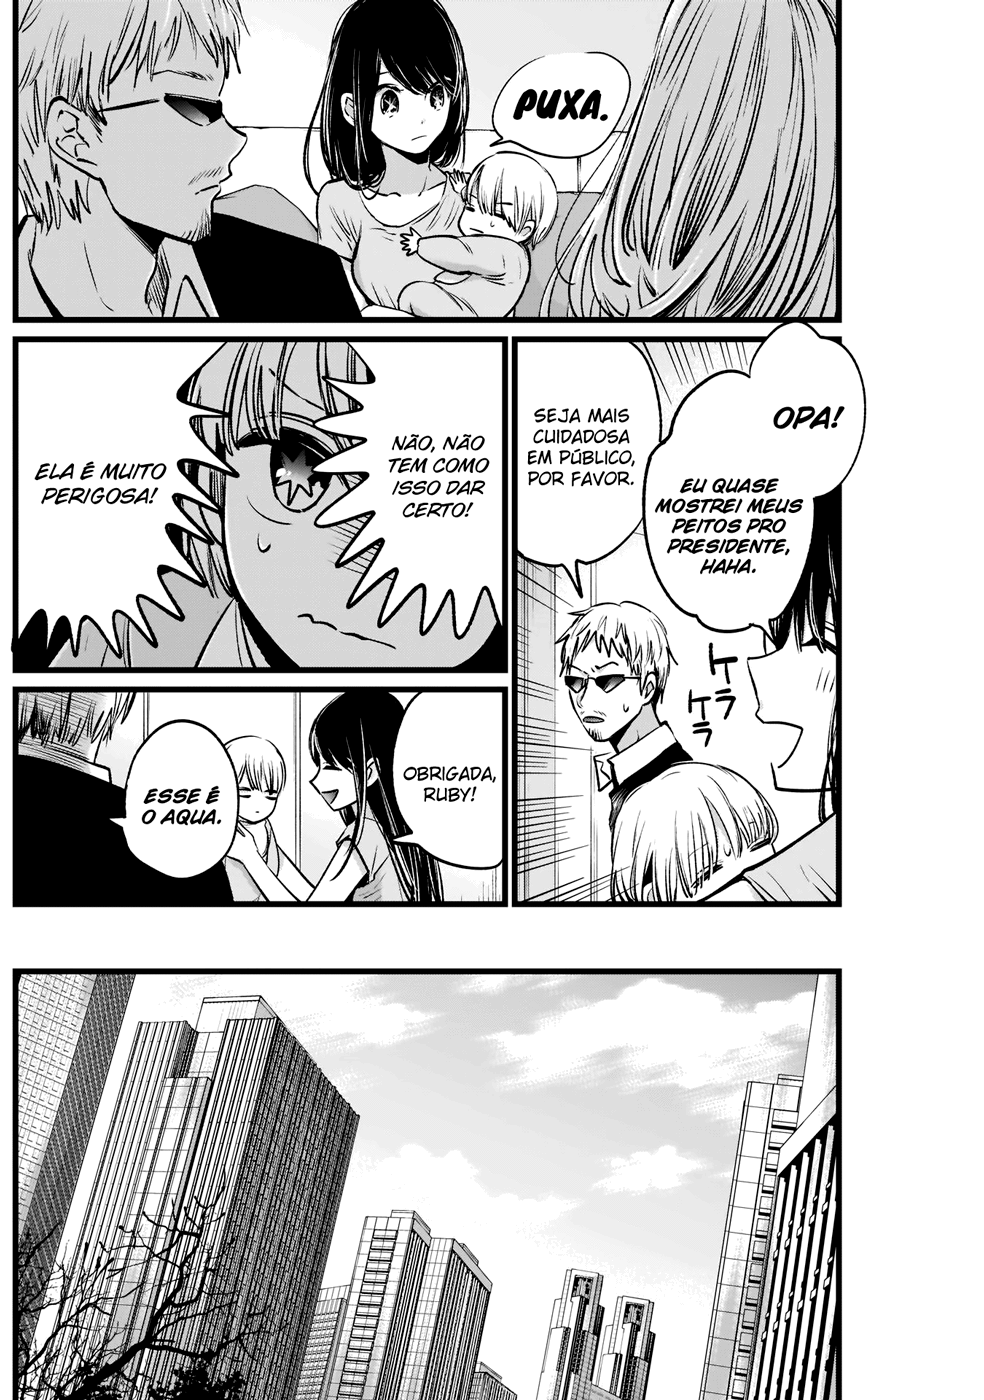 PUXA.
OPA!
EU QUASE
MOSTREI MEUS
PEITOS PRO
PRESIDENTE,
HAHA.
SEJA MAIS
CUIDADOSA
EM PÚBLICO,
POR FAVOR.
ケラ
ケラ
NÃO, NÃO
TEM COMO
ISSO DAR
CERTO!
ELA É MUITO
PERIGOSA!
OBRIGADA,
RUBY!
ESSE É
O AQUA.